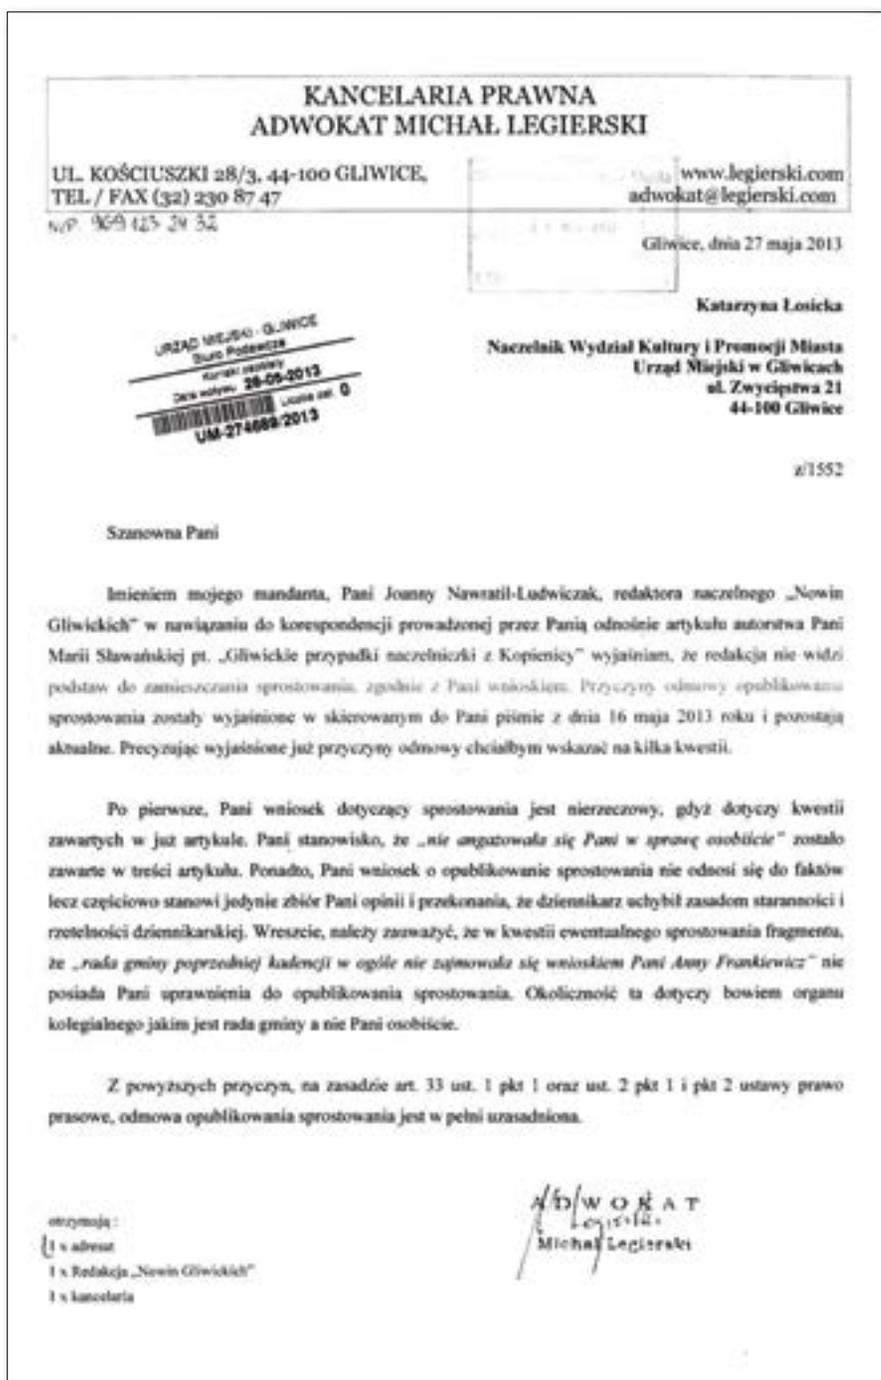 KANCELARIA PRAWNA
ADWOKAT MICHAŁ LEGIERSKI
UL. KOŚCIUSZKI 28/3, 44-100 GLIWICE,
TEL / FAX (32) 230 87 47
www.legierski.com
adwokat@legierski.com
NIP. 969 123 24 32
Gliwice, dnia 27 maja 2013
URZĄD MIEJSKI - GLIWICE
Biuro Podawcze
Kontakt osobisty
Data wpływu 28-05-2013
Liczba zał. 0
UM-274689/2013
Katarzyna Łosicka
Naczelnik Wydział Kultury i Promocji Miasta
Urząd Miejski w Gliwicach
ul. Zwycięstwa 21
44-100 Gliwice
z/1552
Szanowna Pani
Imieniem mojego mandanta, Pani Joanny Nawratil-Ludwiczak, redaktora naczelnego „Nowin
Gliwickich” w nawiązaniu do korespondencji prowadzonej przez Panią odnośnie artykułu autorstwa Pani
Marii Sławańskiej pt. „Gliwickie przypadki naczelniczki z Kopienicy” wyjaśniam, że redakcja nie widzi
podstaw do zamieszczania sprostowania, zgodnie z Pani wnioskiem. Przyczyny odmowy opublikowania
sprostowania zostały wyjaśnione w skierowanym do Pani piśmie z dnia 16 maja 2013 roku i pozostają
aktualne. Precyzując wyjaśnione już przyczyny odmowy chciałbym wskazać na kilka kwestii.
Po pierwsze, Pani wniosek dotyczący sprostowania jest nierzeczowy, gdyż dotyczy kwestii
zawartych w już artykule. Pani stanowisko, że „nie angażowała się Pani w sprawę osobiście” zostało
zawarte w treści artykułu. Ponadto, Pani wniosek o opublikowanie sprostowania nie odnosi się do faktów
lecz częściowo stanowi jedynie zbiór Pani opinii i przekonania, że dziennikarz uchybił zasadom staranności i
rzetelności dziennikarskiej. Wreszcie, należy zauważyć, że w kwestii ewentualnego sprostowania fragmentu,
że „rada gminy poprzedniej kadencji w ogóle nie zajmowała się wnioskiem Pani Anny Frankiewicz” nie
posiada Pani uprawnienia do opublikowania sprostowania. Okoliczność ta dotyczy bowiem organu
kolegialnego jakim jest rada gminy a nie Pani osobiście.
Z powyższych przyczyn, na zasadzie art. 33 ust. 1 pkt 1 oraz ust. 2 pkt 1 i pkt 2 ustawy prawo
prasowe, odmowa opublikowania sprostowania jest w pełni uzasadniona.
ADWOKAT
Michał Legierski
otrzymują :
1 x adresat
1 x Redakcja „Nowin Gliwickich”
1 x kancelaria